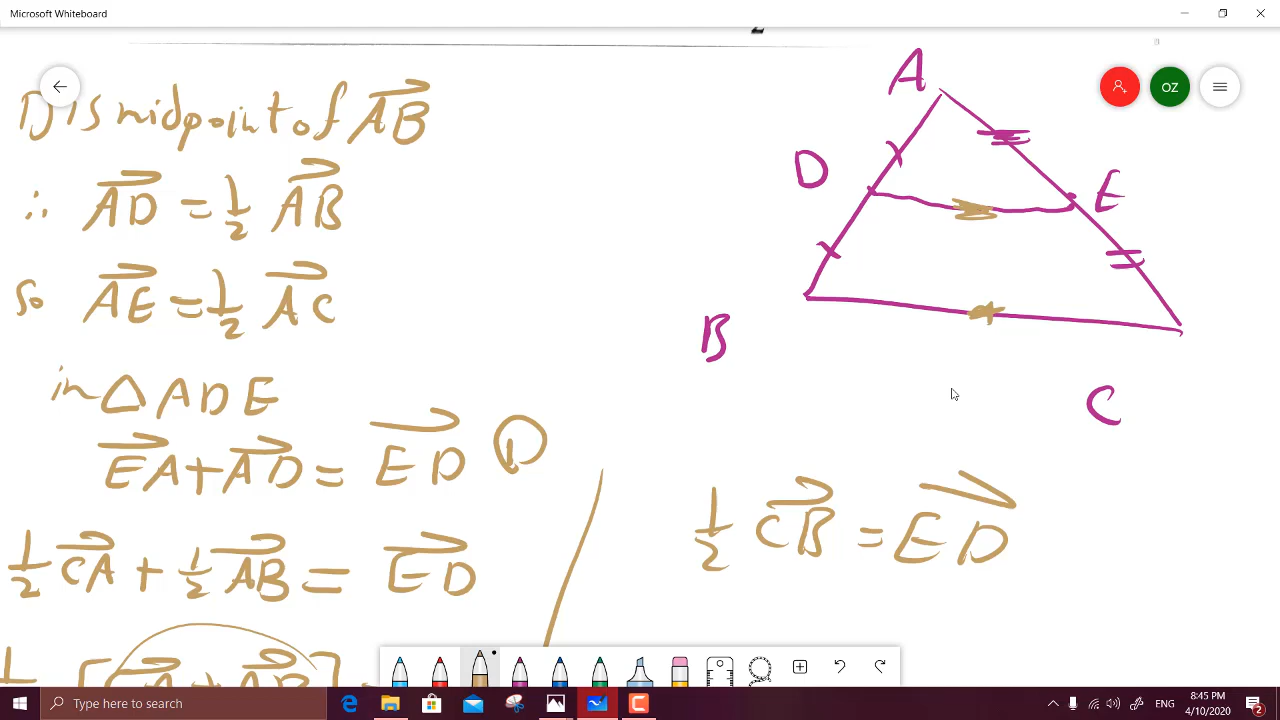 Microsoft Whiteboard
D is midpoint of AB
∴ AD = 1/2 AB
So AE = 1/2 AC
in △ ADE
EA + AD = ED ①
1/2 CA + 1/2 AB = ED
1/2 CB = ED
A
D
E
B
C
OZ
Type here to search
ENG
8:45 PM
4/10/2020
2